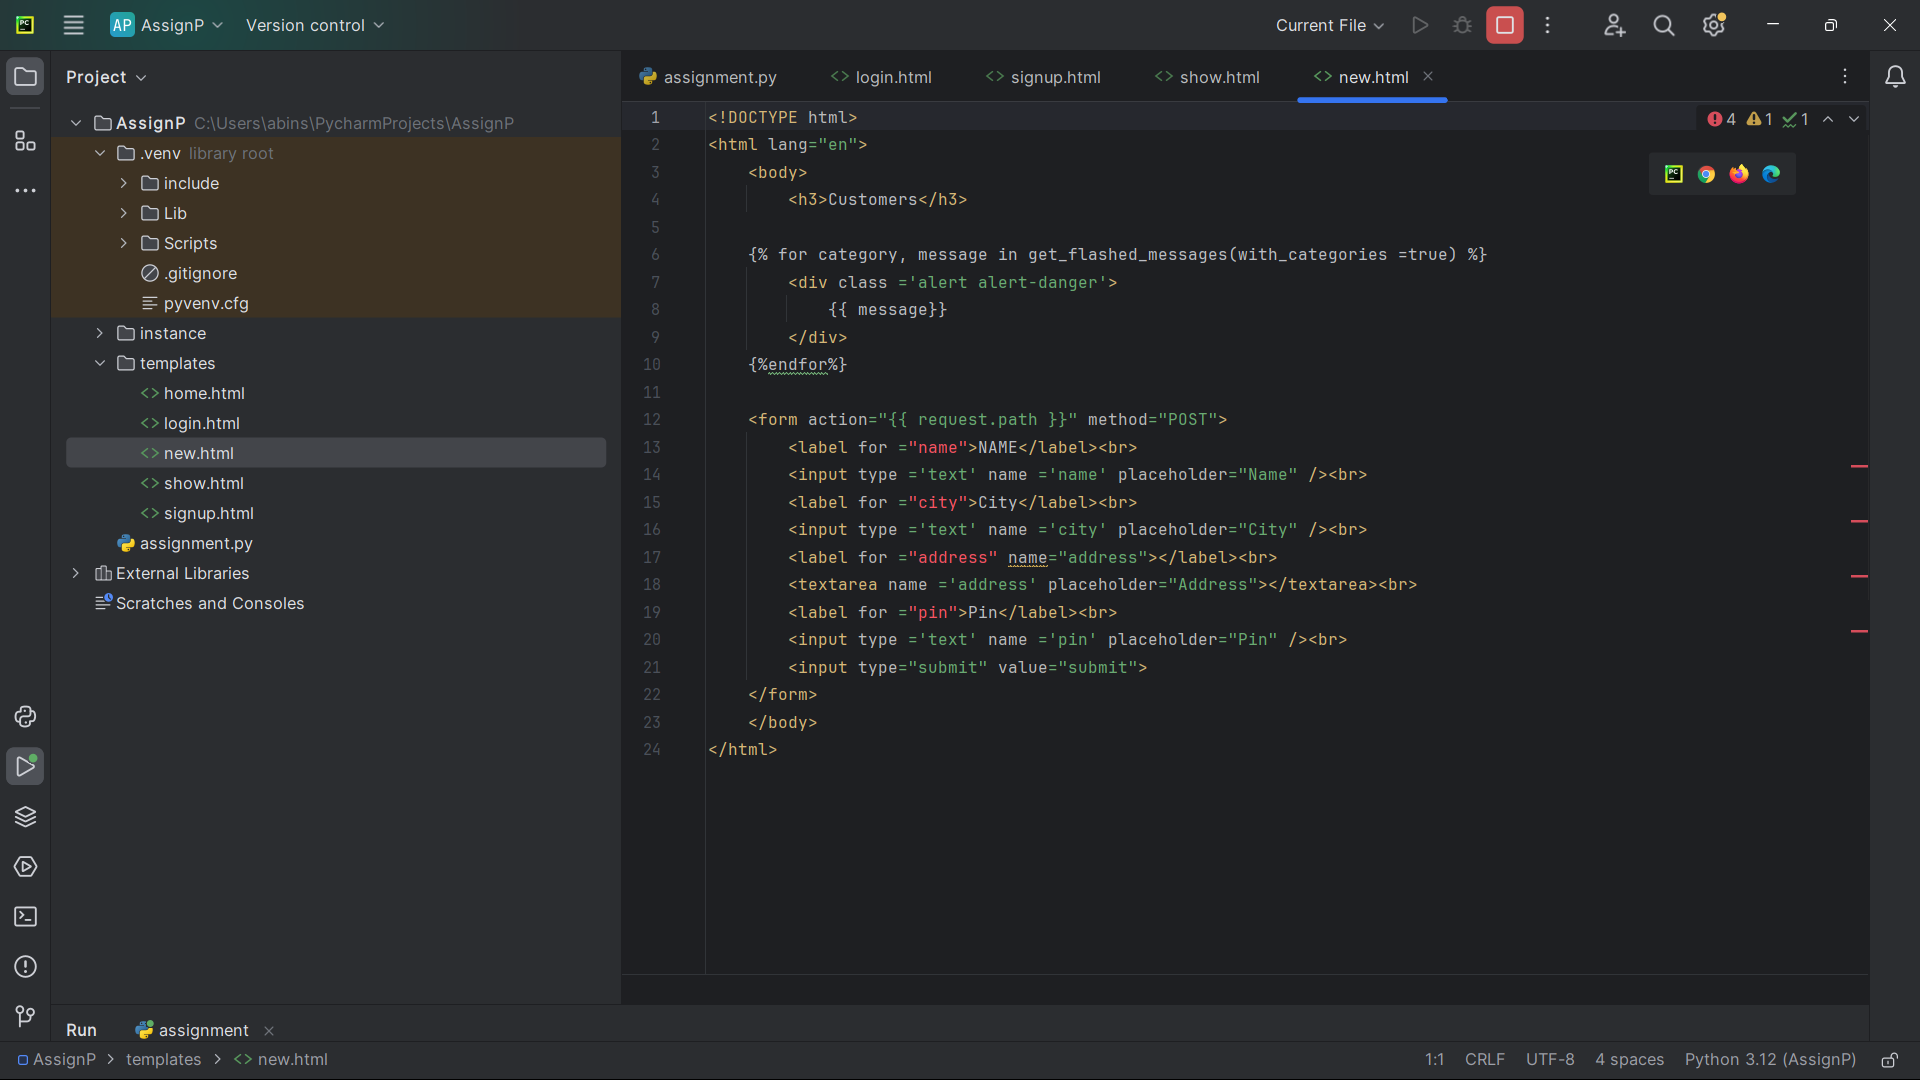 AP AssignP Version control Current File
Project
AssignP C:\Users\abins\PycharmProjects\AssignP
.venv library root
include
Lib
Scripts
.gitignore
pyvenv.cfg
instance
templates
home.html
login.html
new.html
show.html
signup.html
assignment.py
External Libraries
Scratches and Consoles
assignment.py login.html signup.html show.html new.html
4 1 1
1 <!DOCTYPE html>
2 <html lang="en">
3 <body>
4 <h3>Customers</h3>
5
6 {% for category, message in get_flashed_messages(with_categories =true) %}
7 <div class ='alert alert-danger'>
8 {{ message}}
9 </div>
10 {%endfor%}
11
12 <form action="{{ request.path }}" method="POST">
13 <label for ="name">NAME</label><br>
14 <input type ='text' name ='name' placeholder="Name" /><br>
15 <label for ="city">City</label><br>
16 <input type ='text' name ='city' placeholder="City" /><br>
17 <label for ="address" name="address"></label><br>
18 <textarea name ='address' placeholder="Address"></textarea><br>
19 <label for ="pin">Pin</label><br>
20 <input type ='text' name ='pin' placeholder="Pin" /><br>
21 <input type="submit" value="submit">
22 </form>
23 </body>
24 </html>
Run assignment
AssignP > templates > new.html 1:1 CRLF UTF-8 4 spaces Python 3.12 (AssignP)